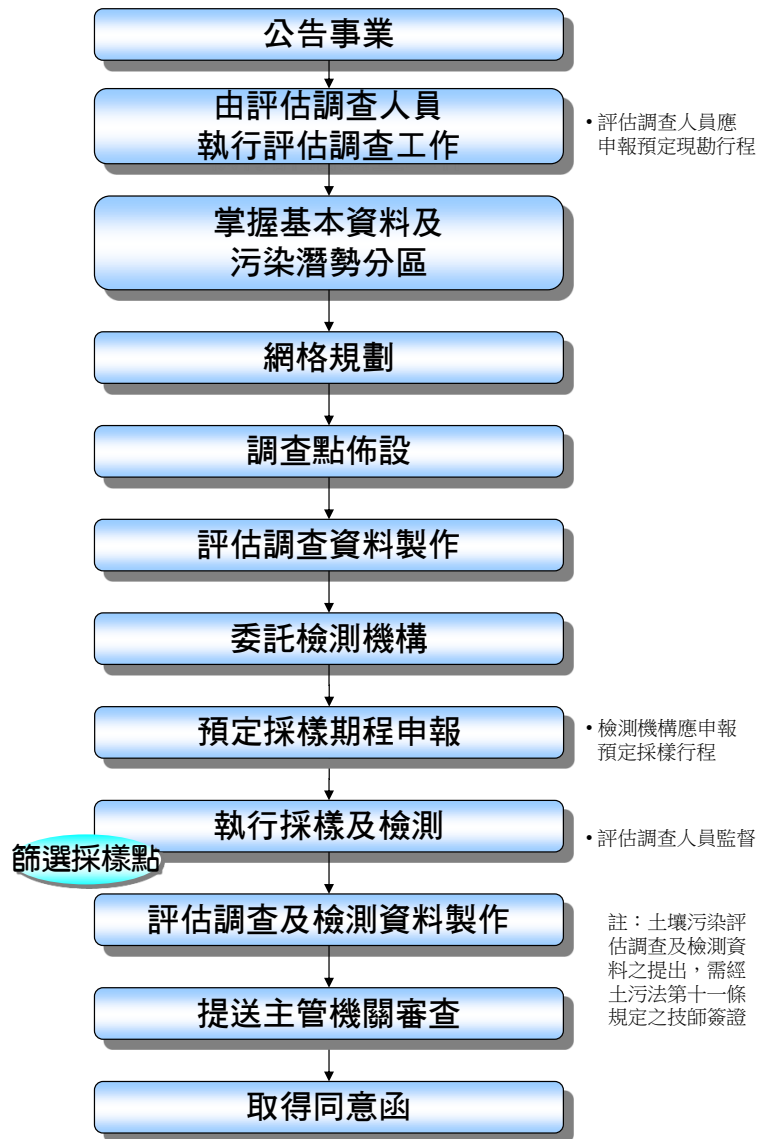 公告事業
由評估調查人員
執行評估調查工作
•評估調查人員應
申報預定現勘行程
掌握基本資料及
污染潛勢分區
網格規劃
調查點佈設
評估調查資料製作
委託檢測機構
預定採樣期程申報
•檢測機構應申報
預定採樣行程
執行採樣及檢測
•評估調查人員監督
篩選採樣點
評估調查及檢測資料製作
註：土壤污染評
估調查及檢測資
料之提出，需經
土污法第十一條
規定之技師簽證
提送主管機關審查
取得同意函